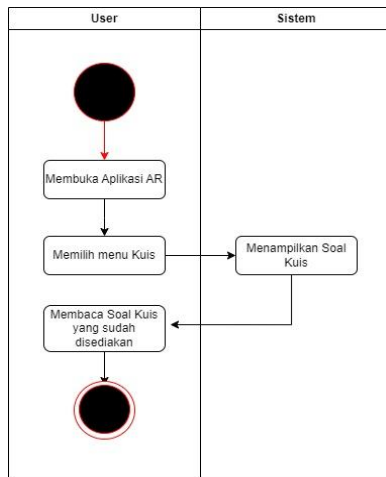 User
Sistem
Membuka Aplikasi AR
Memilih menu Kuis
Menampilkan Soal
Kuis
Membaca Soal Kuis
yang sudah
disediakan